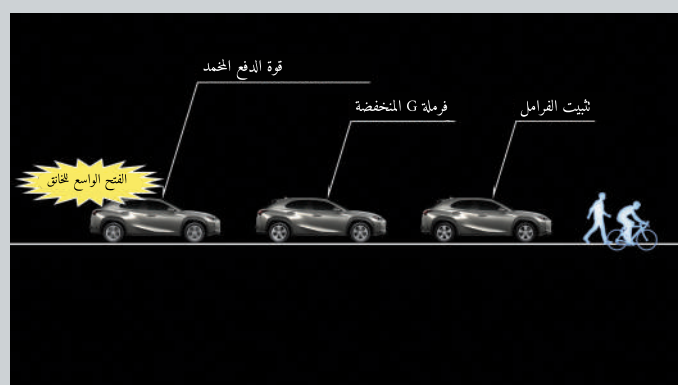 قوة الدفع المخمد
فرملة G المنخفضة
تثبيت الفرامل
الفتح الواسع للخانق